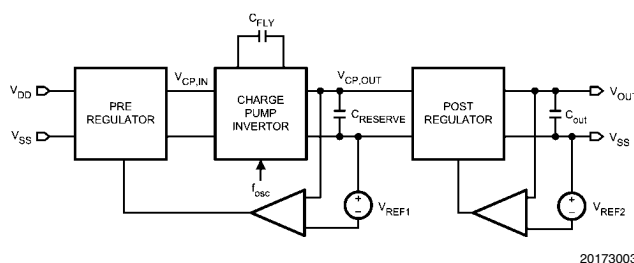 C_FLY
V_DD
V_SS
PRE
REGULATOR
V_CP,IN
CHARGE
PUMP
INVERTOR
V_CP,OUT
C_RESERVE
POST
REGULATOR
V_OUT
C_out
V_SS
f_osc
V_REF1
V_REF2
20173003